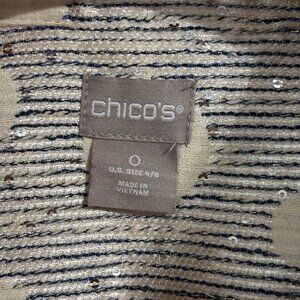 chico's®
0
U.S. SIZE 4/6
MADE IN
VIETNAM